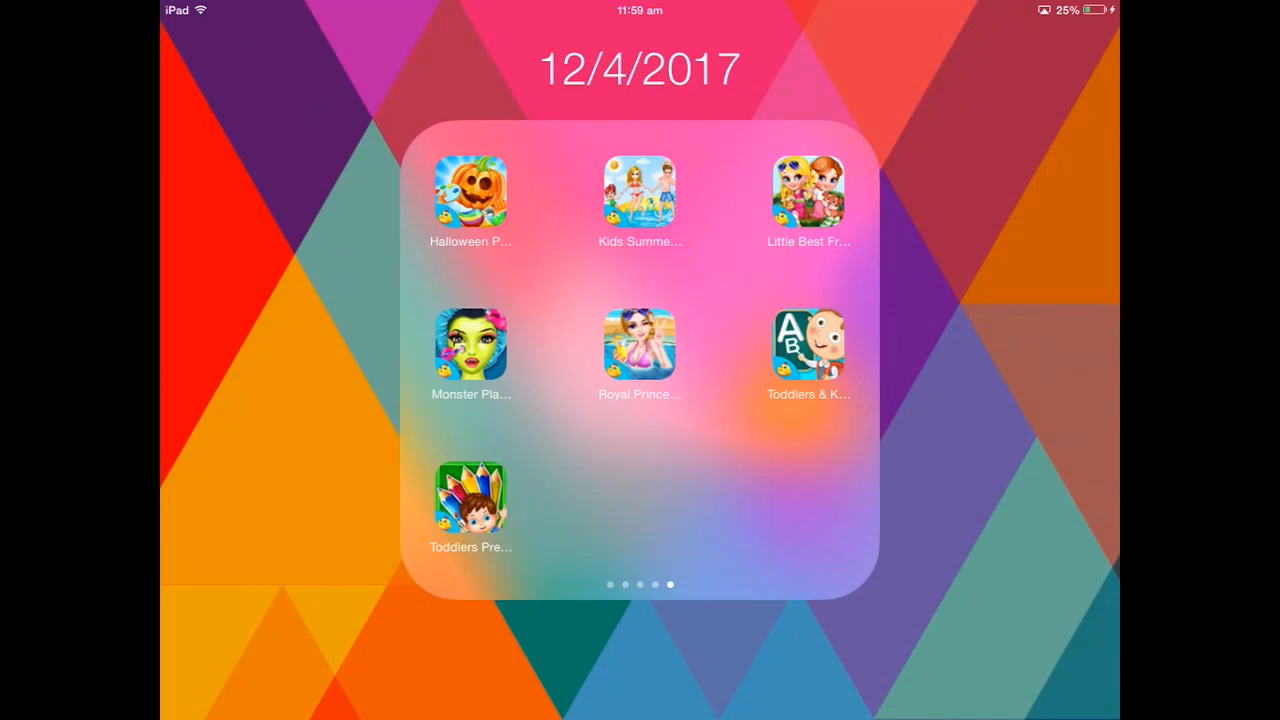 iPad 11:59 am 25%
12/4/2017
Halloween P... Kids Summe... Little Best Fr...
A
B
Monster Pla... Royal Prince... Toddlers & K...
Toddlers Pre...